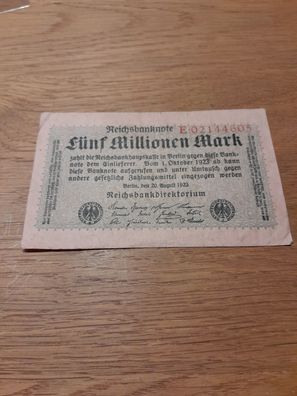 Reichsbanknote E·02144605
Fünf Millionen Mark
zahlt die Reichsbankhauptkasse in Berlin gegen diese Bank-
note dem Einlieferer. Vom 1. Oktober 1923 ab kann
diese Banknote aufgerufen und unter Umtausch gegen
andere gesetzliche Zahlungsmittel eingezogen werden
Berlin, den 20. August 1923
Reichsbankdirektorium